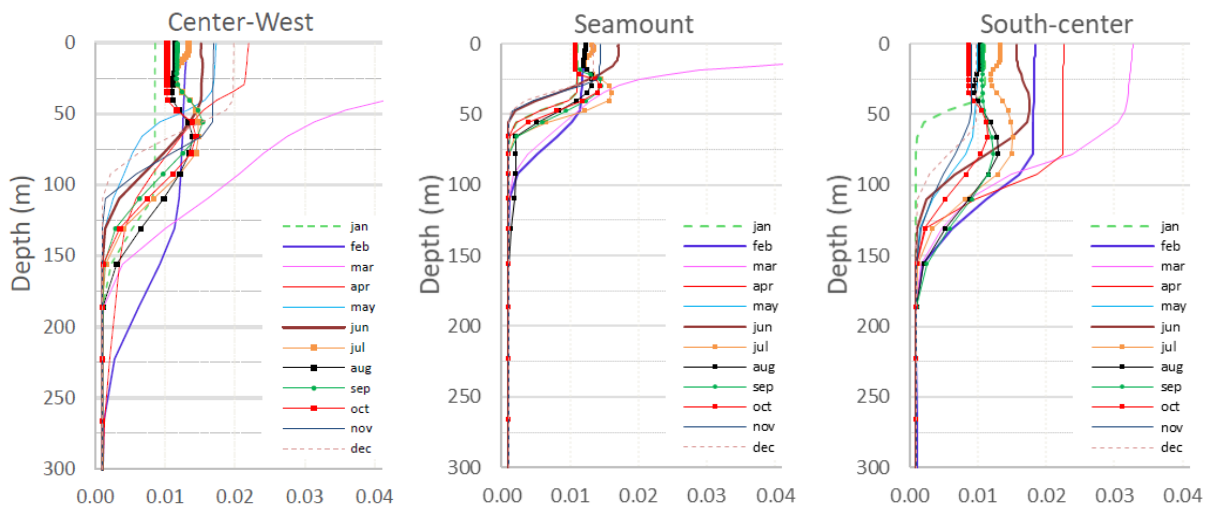 Center-West
0
50
100
150
200
250
300
Depth (m)
jan
feb
mar
apr
may
jun
jul
aug
sep
oct
nov
dec
0.00 0.01 0.02 0.03 0.04
Seamount
0
50
100
150
200
250
300
Depth (m)
jan
feb
mar
apr
may
jun
jul
aug
sep
oct
nov
dec
0.00 0.01 0.02 0.03 0.04
South-center
0
50
100
150
200
250
300
Depth (m)
jan
feb
mar
apr
may
jun
jul
aug
sep
oct
nov
dec
0.00 0.01 0.02 0.03 0.04